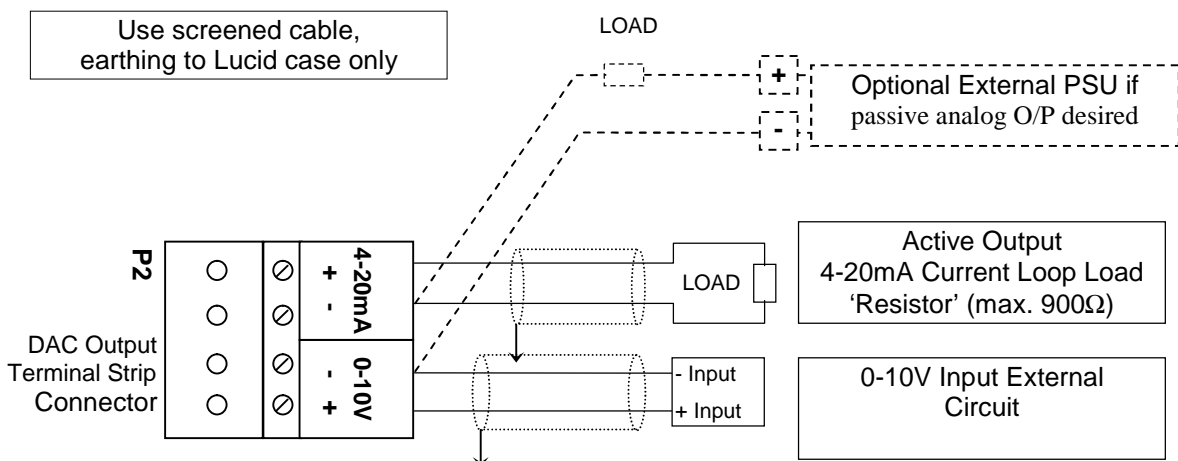 Use screened cable,
earthing to Lucid case only
LOAD
+
-
Optional External PSU if
passive analog O/P desired
P2
+ -
4-20mA
- +
0-10V
LOAD
Active Output
4-20mA Current Loop Load
‘Resistor’ (max. 900Ω)
DAC Output
Terminal Strip
Connector
- Input
+ Input
0-10V Input External
Circuit